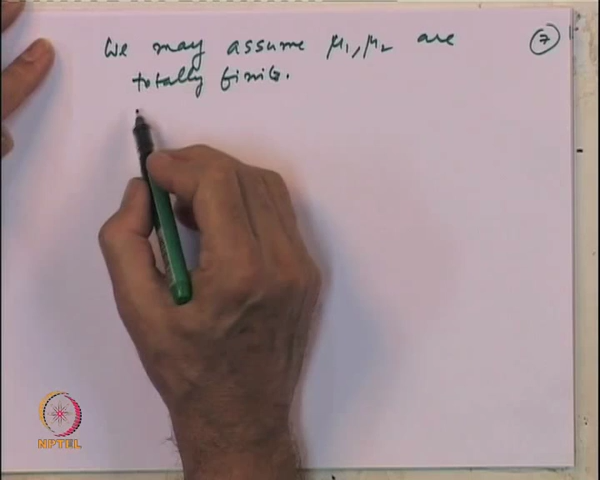 We may assume μ₁, μ₂ are
totally finite.
7
NPTEL